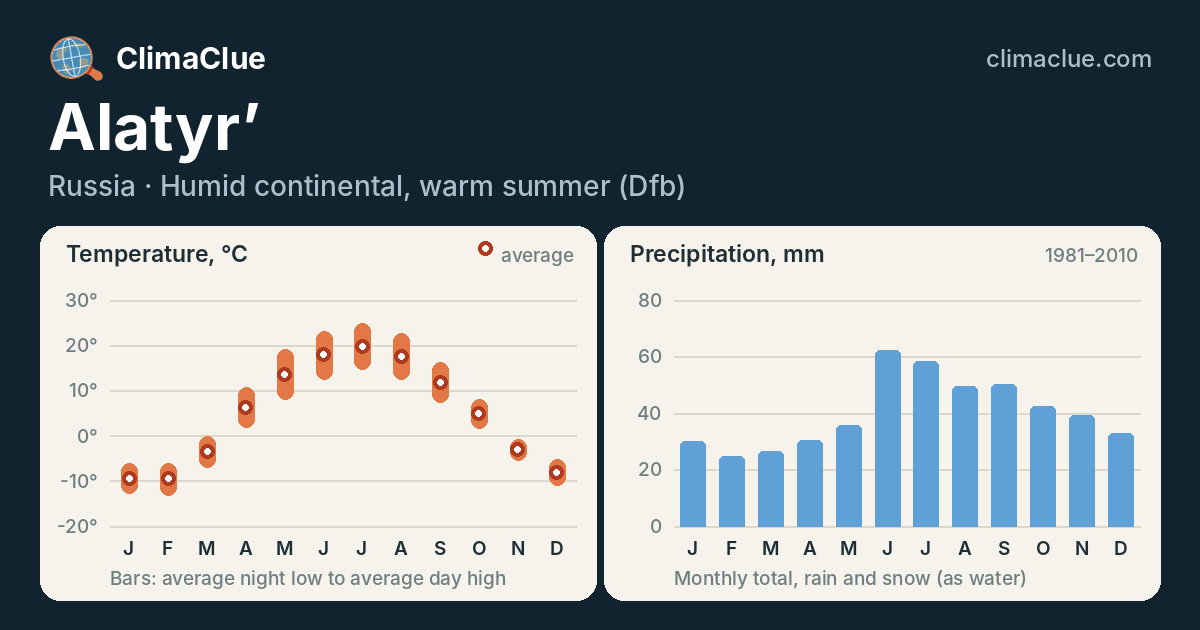 ClimaClue
climaclue.com
Alatyr’
Russia · Humid continental, warm summer (Dfb)
Temperature, °C
average
30°
20°
10°
0°
-10°
-20°
J F M A M J J A S O N D
Bars: average night low to average day high
Precipitation, mm
1981–2010
80
60
40
20
0
J F M A M J J A S O N D
Monthly total, rain and snow (as water)